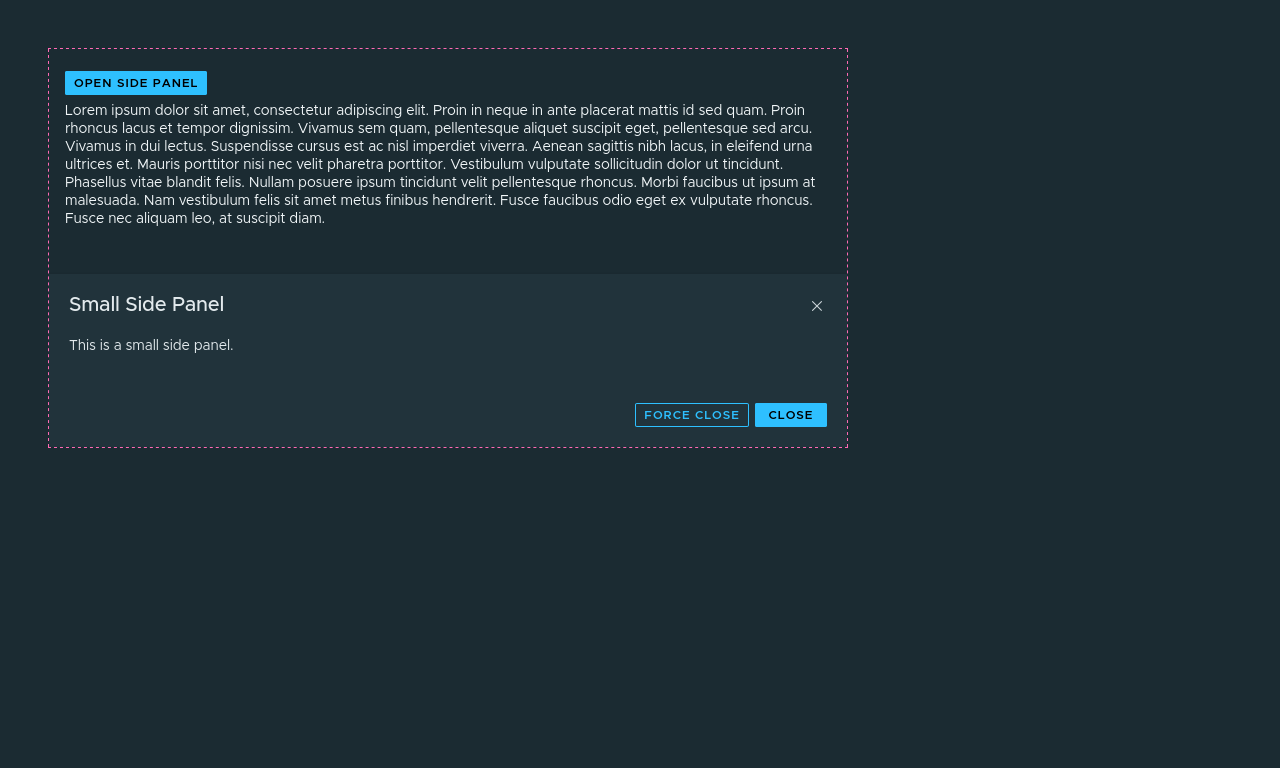 OPEN SIDE PANEL
Lorem ipsum dolor sit amet, consectetur adipiscing elit. Proin in neque in ante placerat mattis id sed quam. Proin
rhoncus lacus et tempor dignissim. Vivamus sem quam, pellentesque aliquet suscipit eget, pellentesque sed arcu.
Vivamus in dui lectus. Suspendisse cursus est ac nisl imperdiet viverra. Aenean sagittis nibh lacus, in eleifend urna
ultrices et. Mauris porttitor nisi nec velit pharetra porttitor. Vestibulum vulputate sollicitudin dolor ut tincidunt.
Phasellus vitae blandit felis. Nullam posuere ipsum tincidunt velit pellentesque rhoncus. Morbi faucibus ut ipsum at
malesuada. Nam vestibulum felis sit amet metus finibus hendrerit. Fusce faucibus odio eget ex vulputate rhoncus.
Fusce nec aliquam leo, at suscipit diam.
Small Side Panel
This is a small side panel.
FORCE CLOSE CLOSE